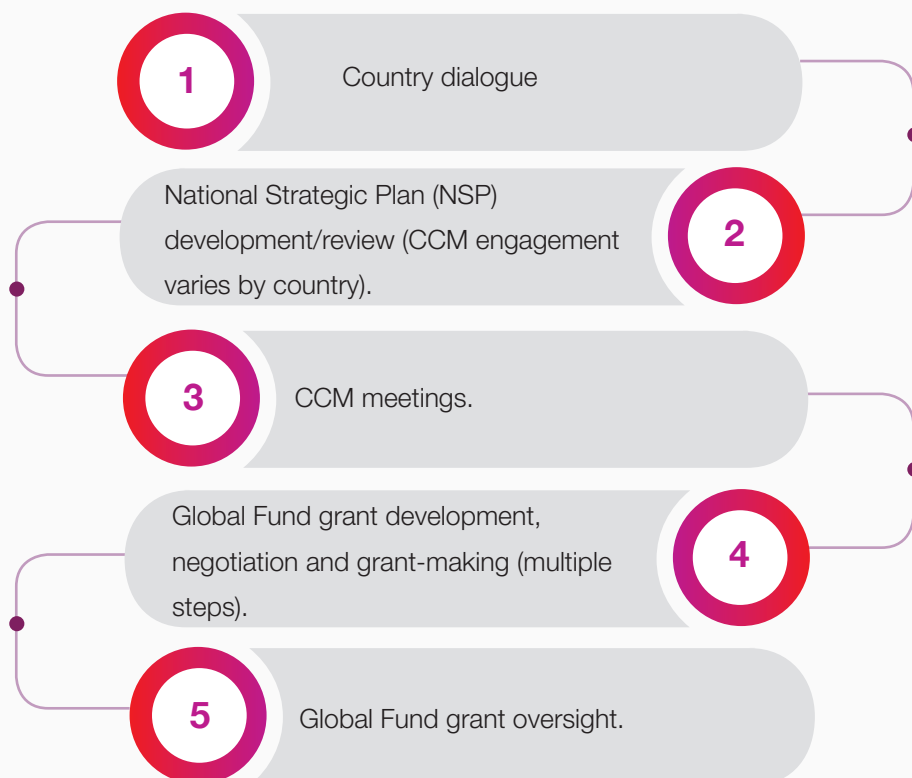 1
Country dialogue
National Strategic Plan (NSP)
development/review (CCM engagement
varies by country).
2
3
CCM meetings.
Global Fund grant development,
negotiation and grant-making (multiple
steps).
4
5
Global Fund grant oversight.